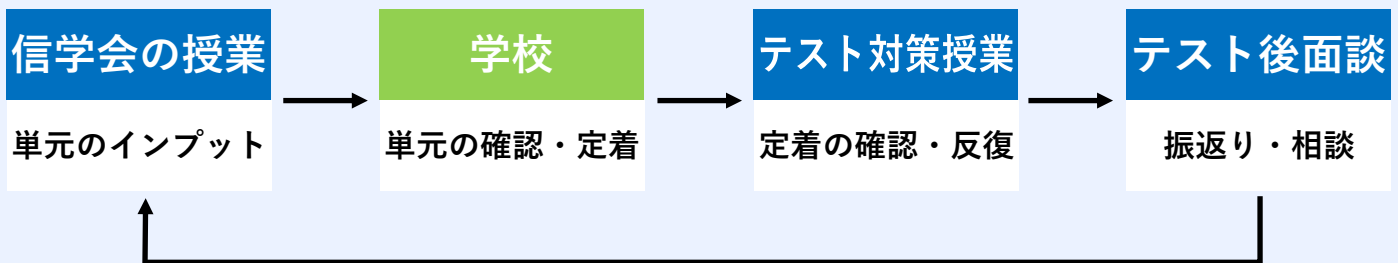 信学会の授業
単元のインプット
学校
単元の確認・定着
テスト対策授業
定着の確認・反復
テスト後面談
振返り・相談